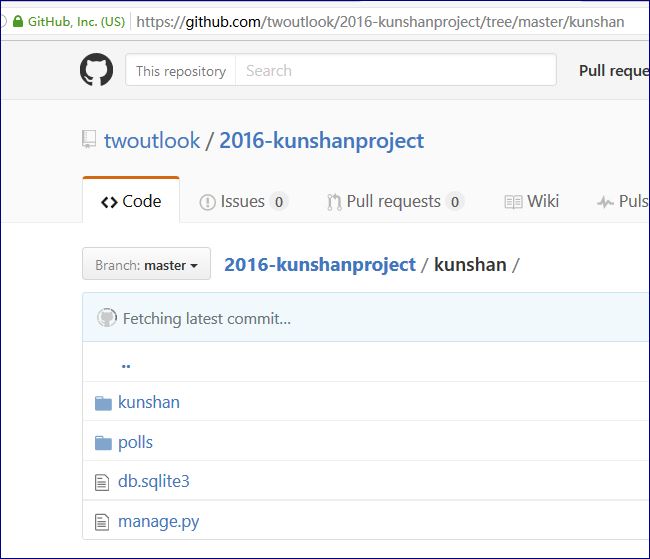 GitHub, Inc. (US) https://github.com/twoutlook/2016-kunshanproject/tree/master/kunshan
This repository Search Pull reque
twoutlook / 2016-kunshanproject
Code Issues 0 Pull requests 0 Wiki Puls
Branch: master 2016-kunshanproject / kunshan /
Fetching latest commit...
..
kunshan
polls
db.sqlite3
manage.py